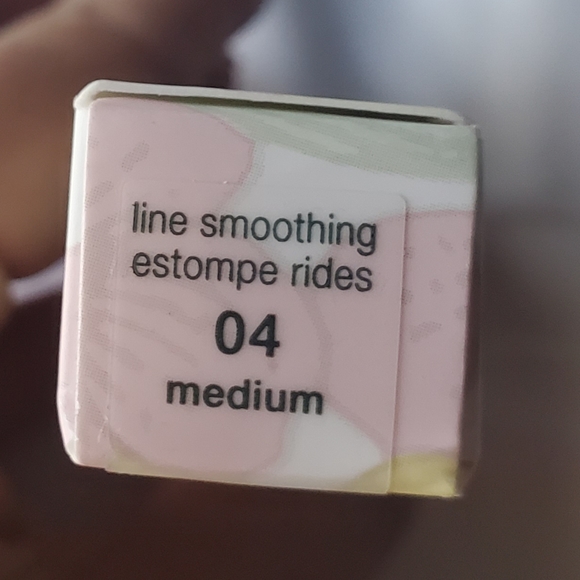 line smoothing
estompe rides
04
medium